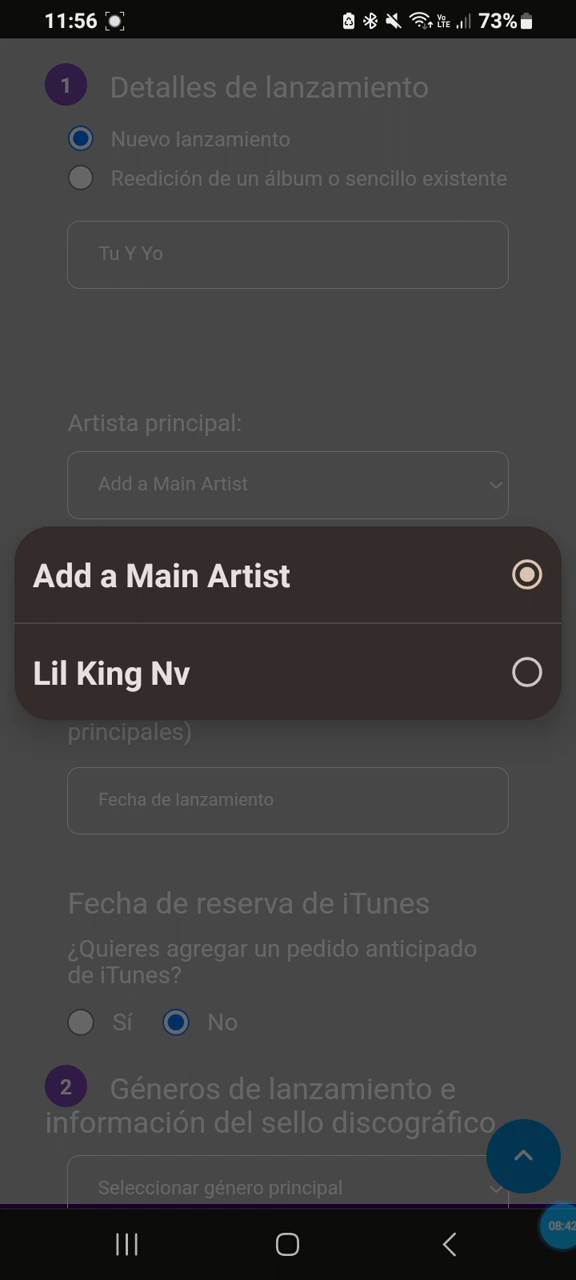 11:56 Vo LTE 73%
1 Detalles de lanzamiento
Nuevo lanzamiento
Reedición de un álbum o sencillo existente
Tu Y Yo
Artista principal:
Add a Main Artist
Add a Main Artist
Lil King Nv
principales)
Fecha de lanzamiento
Fecha de reserva de iTunes
¿Quieres agregar un pedido anticipado
de iTunes?
Sí No
2 Géneros de lanzamiento e
información del sello discográfico
Seleccionar género principal
08:42